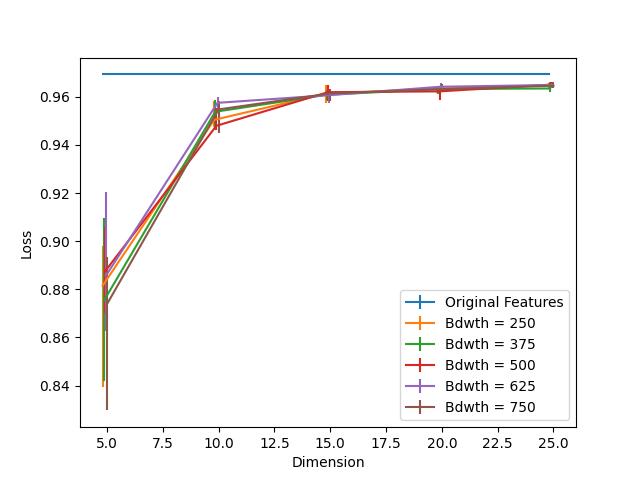 0.96
0.94
0.92
0.90
0.88
0.86
0.84
Loss
5.0 7.5 10.0 12.5 15.0 17.5 20.0 22.5 25.0
Dimension
Original Features
Bdwth = 250
Bdwth = 375
Bdwth = 500
Bdwth = 625
Bdwth = 750